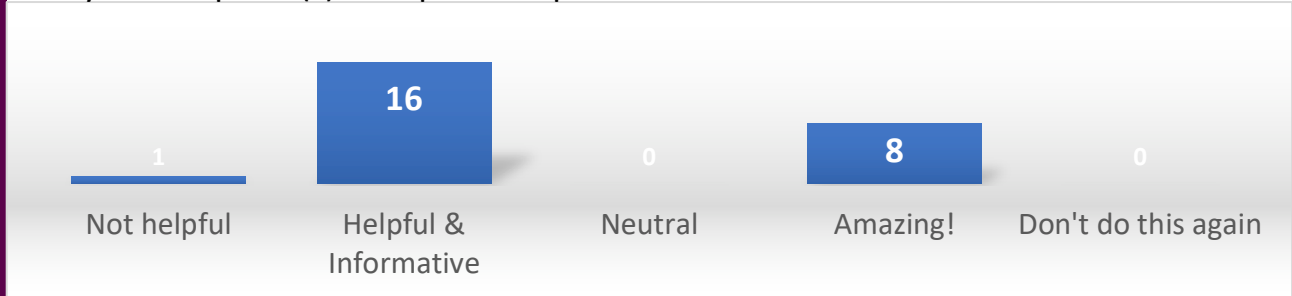 1
16
0
8
0
Not helpful
Helpful &
Informative
Neutral
Amazing!
Don't do this again